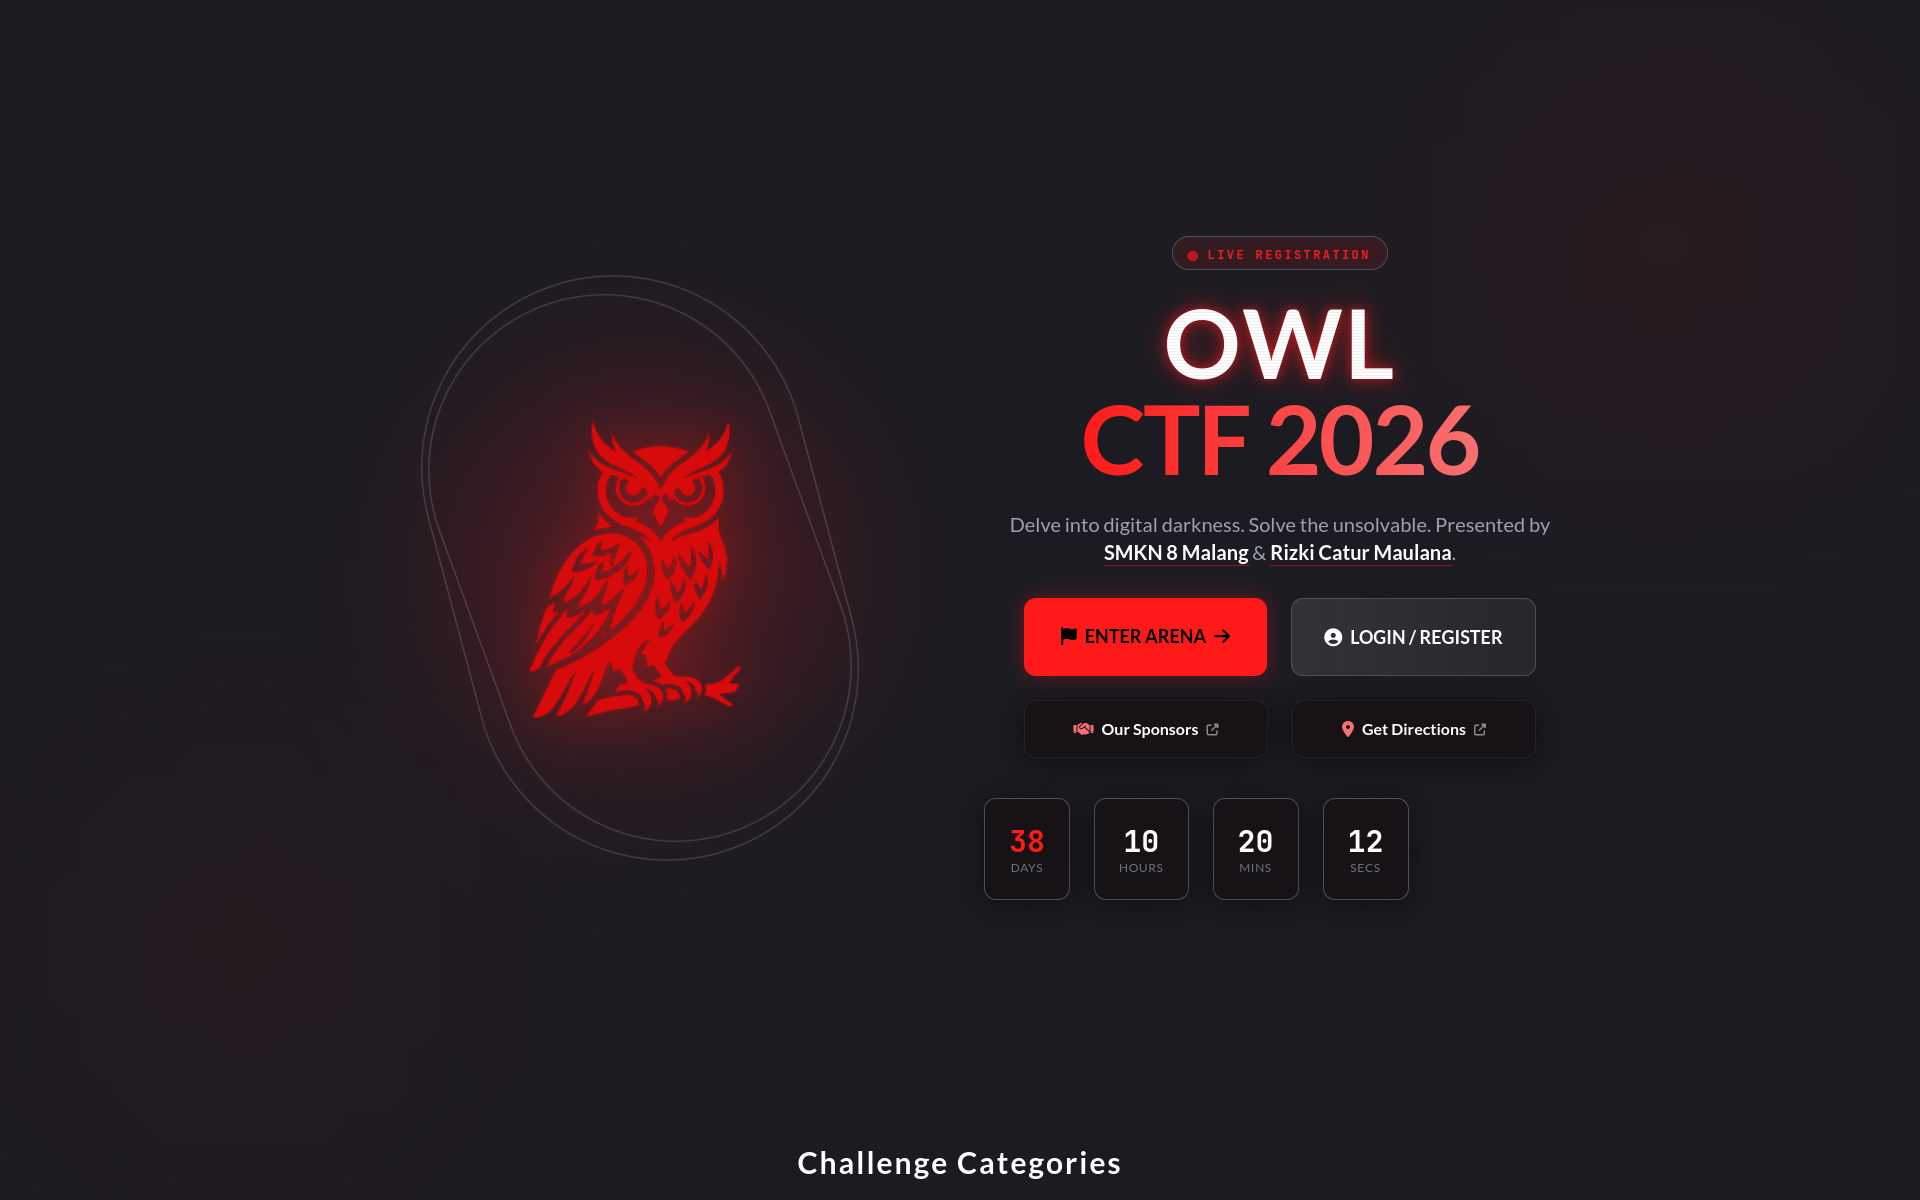 LIVE REGISTRATION
OWL
CTF 2026
Delve into digital darkness. Solve the unsolvable. Presented by
SMKN 8 Malang & Rizki Catur Maulana.
ENTER ARENA
LOGIN / REGISTER
Our Sponsors
Get Directions
38
DAYS
10
HOURS
20
MINS
12
SECS
Challenge Categories